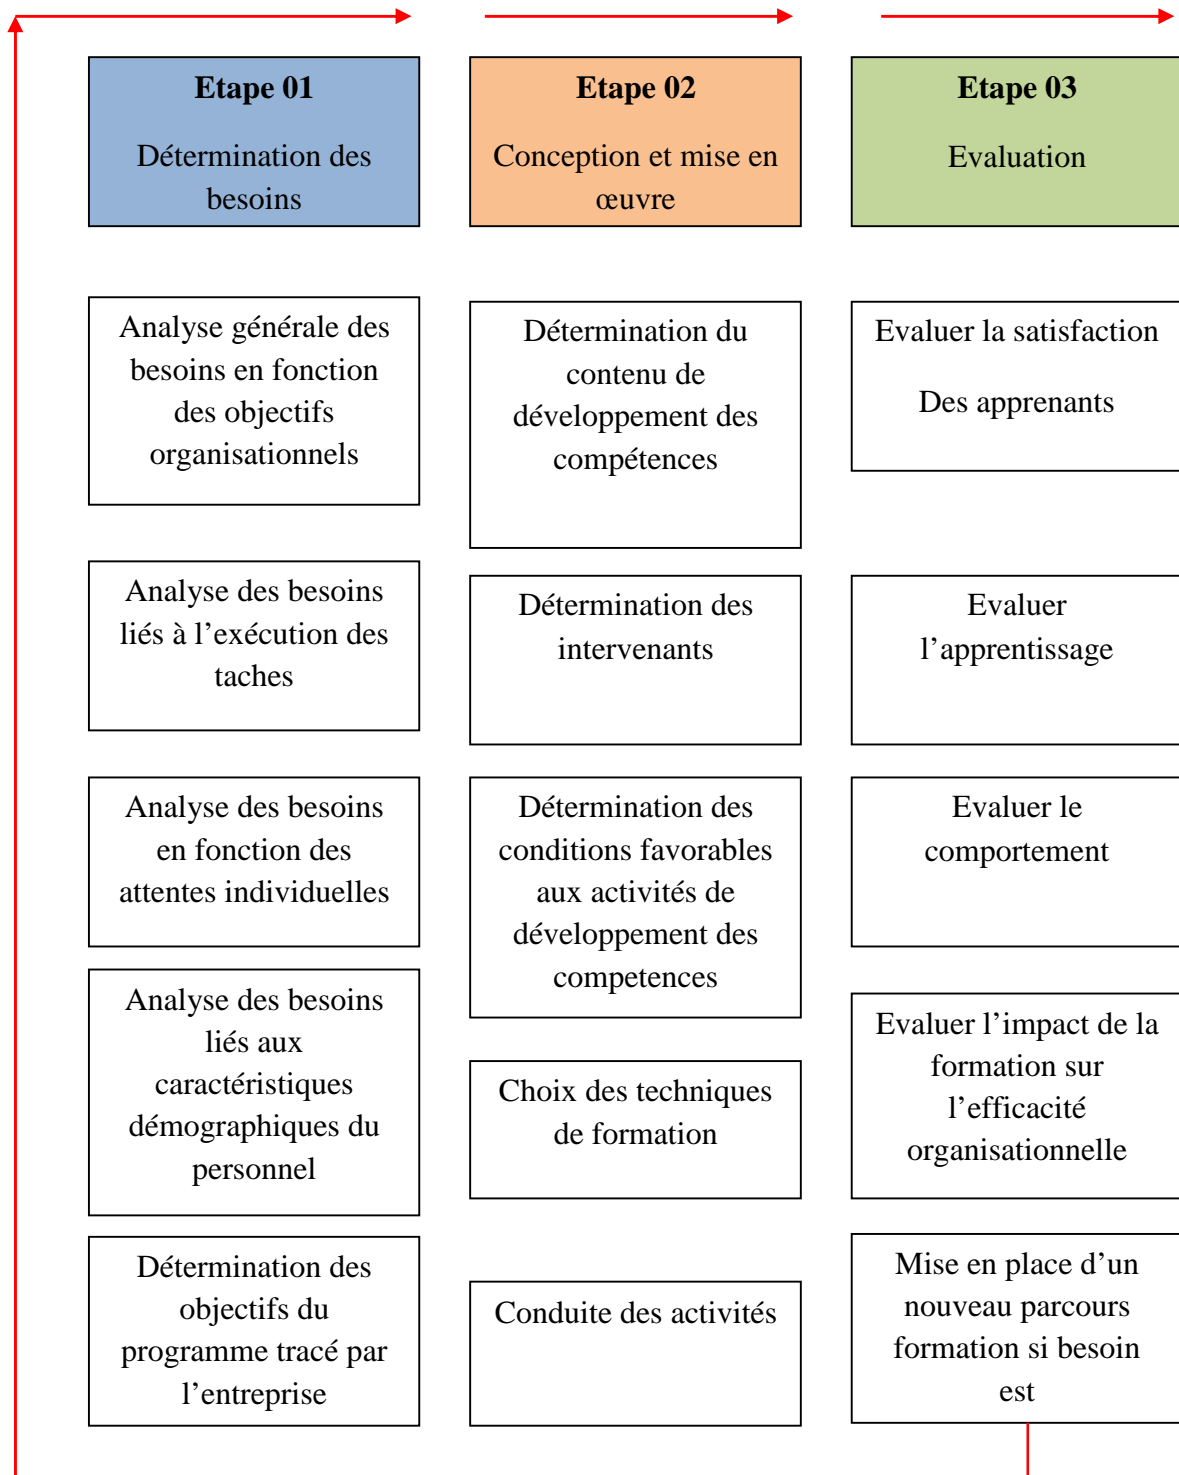 Etape 01
Détermination des
besoins
Analyse générale des
besoins en fonction
des objectifs
organisationnels
Analyse des besoins
liés à l’exécution des
taches
Analyse des besoins
en fonction des
attentes individuelles
Analyse des besoins
liés aux
caractéristiques
démographiques du
personnel
Détermination des
objectifs du
programme tracé par
l’entreprise
Etape 02
Conception et mise en
œuvre
Détermination du
contenu de
développement des
compétences
Détermination des
intervenants
Détermination des
conditions favorables
aux activités de
développement des
competences
Choix des techniques
de formation
Conduite des activités
Etape 03
Evaluation
Evaluer la satisfaction
Des apprenants
Evaluer
l’apprentissage
Evaluer le
comportement
Evaluer l’impact de la
formation sur
l’efficacité
organisationnelle
Mise en place d’un
nouveau parcours
formation si besoin
est